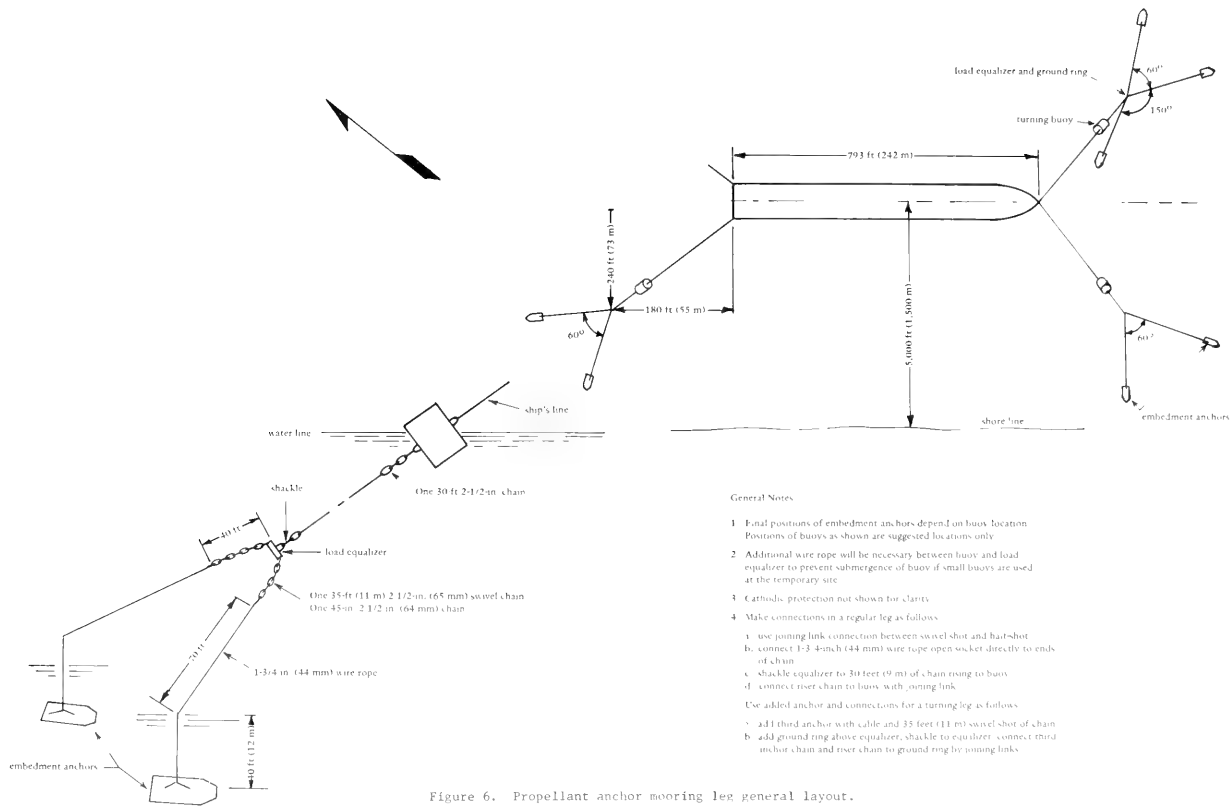 load equalizer and ground ring
60°
150°
turning buoy
793 ft (242 m)
240 ft (73 m)
180 ft (55 m)
60°
5,000 ft (1,500 m)
60°
embedment anchors
shore line
ship's line
water line
One 30 ft 2-1/2-in. chain
shackle
40 ft
load equalizer
One 35-ft (11 m) 2 1/2-in. (65 mm) swivel chain
One 45-in 2 1/2 in (64 mm) chain
70 ft
1-3/4 in (44 mm) wire rope
40 ft (12 m)
embedment anchors
General Notes
1 Final positions of embedment anchors depend on buoy location
Positions of buoys as shown are suggested locations only
2 Additional wire rope will be necessary between buoy and load
equalizer to prevent submergence of buoy if small buoys are used
at the temporary site
3 Cathodic protection not shown for clarity
4 Make connections in a regular leg as follows
a use joining link connection between swivel shot and half-shot
b. connect 1-3 4-inch (44 mm) wire rope open socket directly to ends
of chain
c shackle equalizer to 30 feet (9 m) of chain rising to buoy
d connect riser chain to buoy with joining link
Use added anchor and connections for a turning leg as follows
add third anchor with cable and 35 feet (11 m) swivel shot of chain
b add ground ring above equalizer, shackle to equalizer connect third
anchor chain and riser chain to ground ring by joining links
Figure 6. Propellant anchor mooring leg general layout.